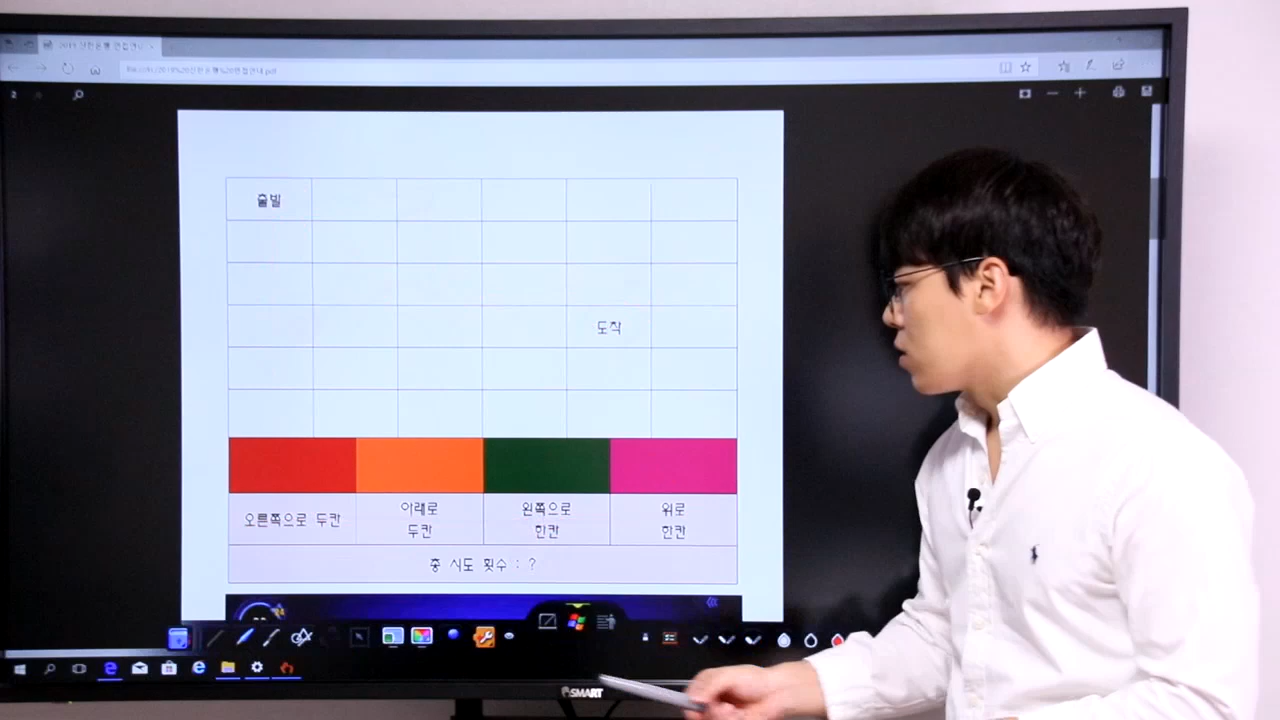 출발
도착
오른쪽으로 두칸
아래로
두칸
왼쪽으로
한칸
위로
한칸
총 시도 횟수 : ?
SMART